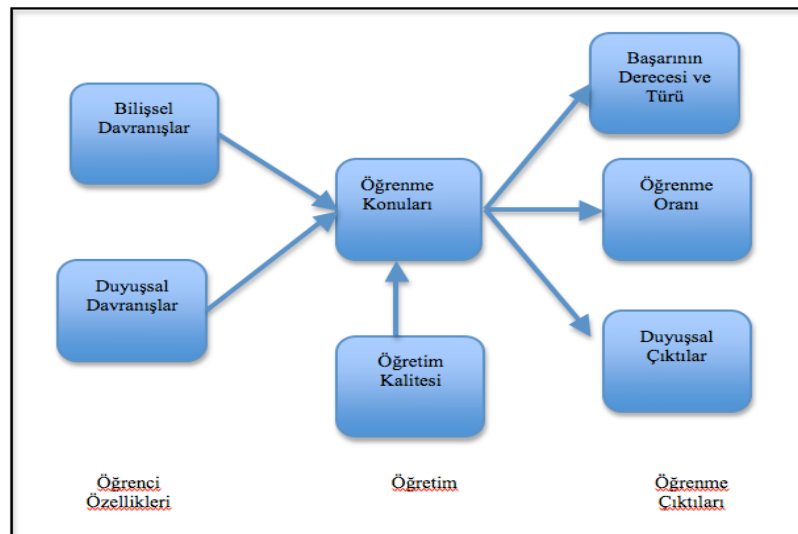 Bilişsel
Davranışlar
Duyuşsal
Davranışlar
Öğrenme
Konuları
Öğretim
Kalitesi
Başarının
Derecesi ve
Türü
Öğrenme
Oranı
Duyuşsal
Çıktılar
Öğrenci
Özellikleri
Öğretim
Öğrenme
Çıktıları